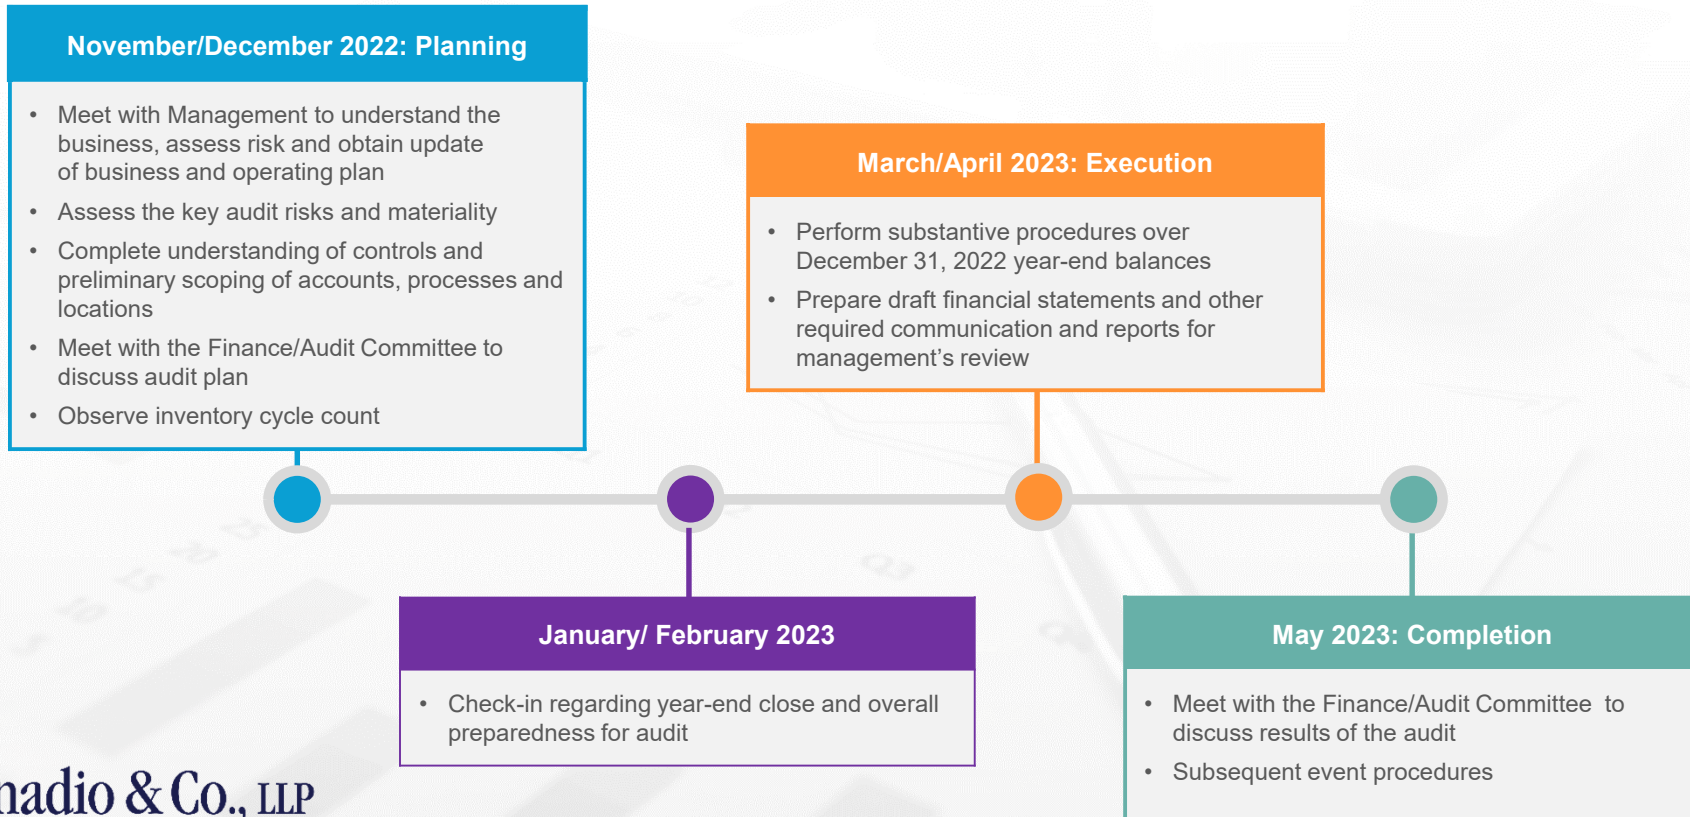 November/December 2022: Planning
• Meet with Management to understand the
business, assess risk and obtain update
of business and operating plan
• Assess the key audit risks and materiality
• Complete understanding of controls and
preliminary scoping of accounts, processes and
locations
• Meet with the Finance/Audit Committee to
discuss audit plan
• Observe inventory cycle count
March/April 2023: Execution
• Perform substantive procedures over
December 31, 2022 year-end balances
• Prepare draft financial statements and other
required communication and reports for
management’s review
January/ February 2023
• Check-in regarding year-end close and overall
preparedness for audit
May 2023: Completion
• Meet with the Finance/Audit Committee to
discuss results of the audit
• Subsequent event procedures
nadio & Co., LLP
25
20
15
10
5
Q3